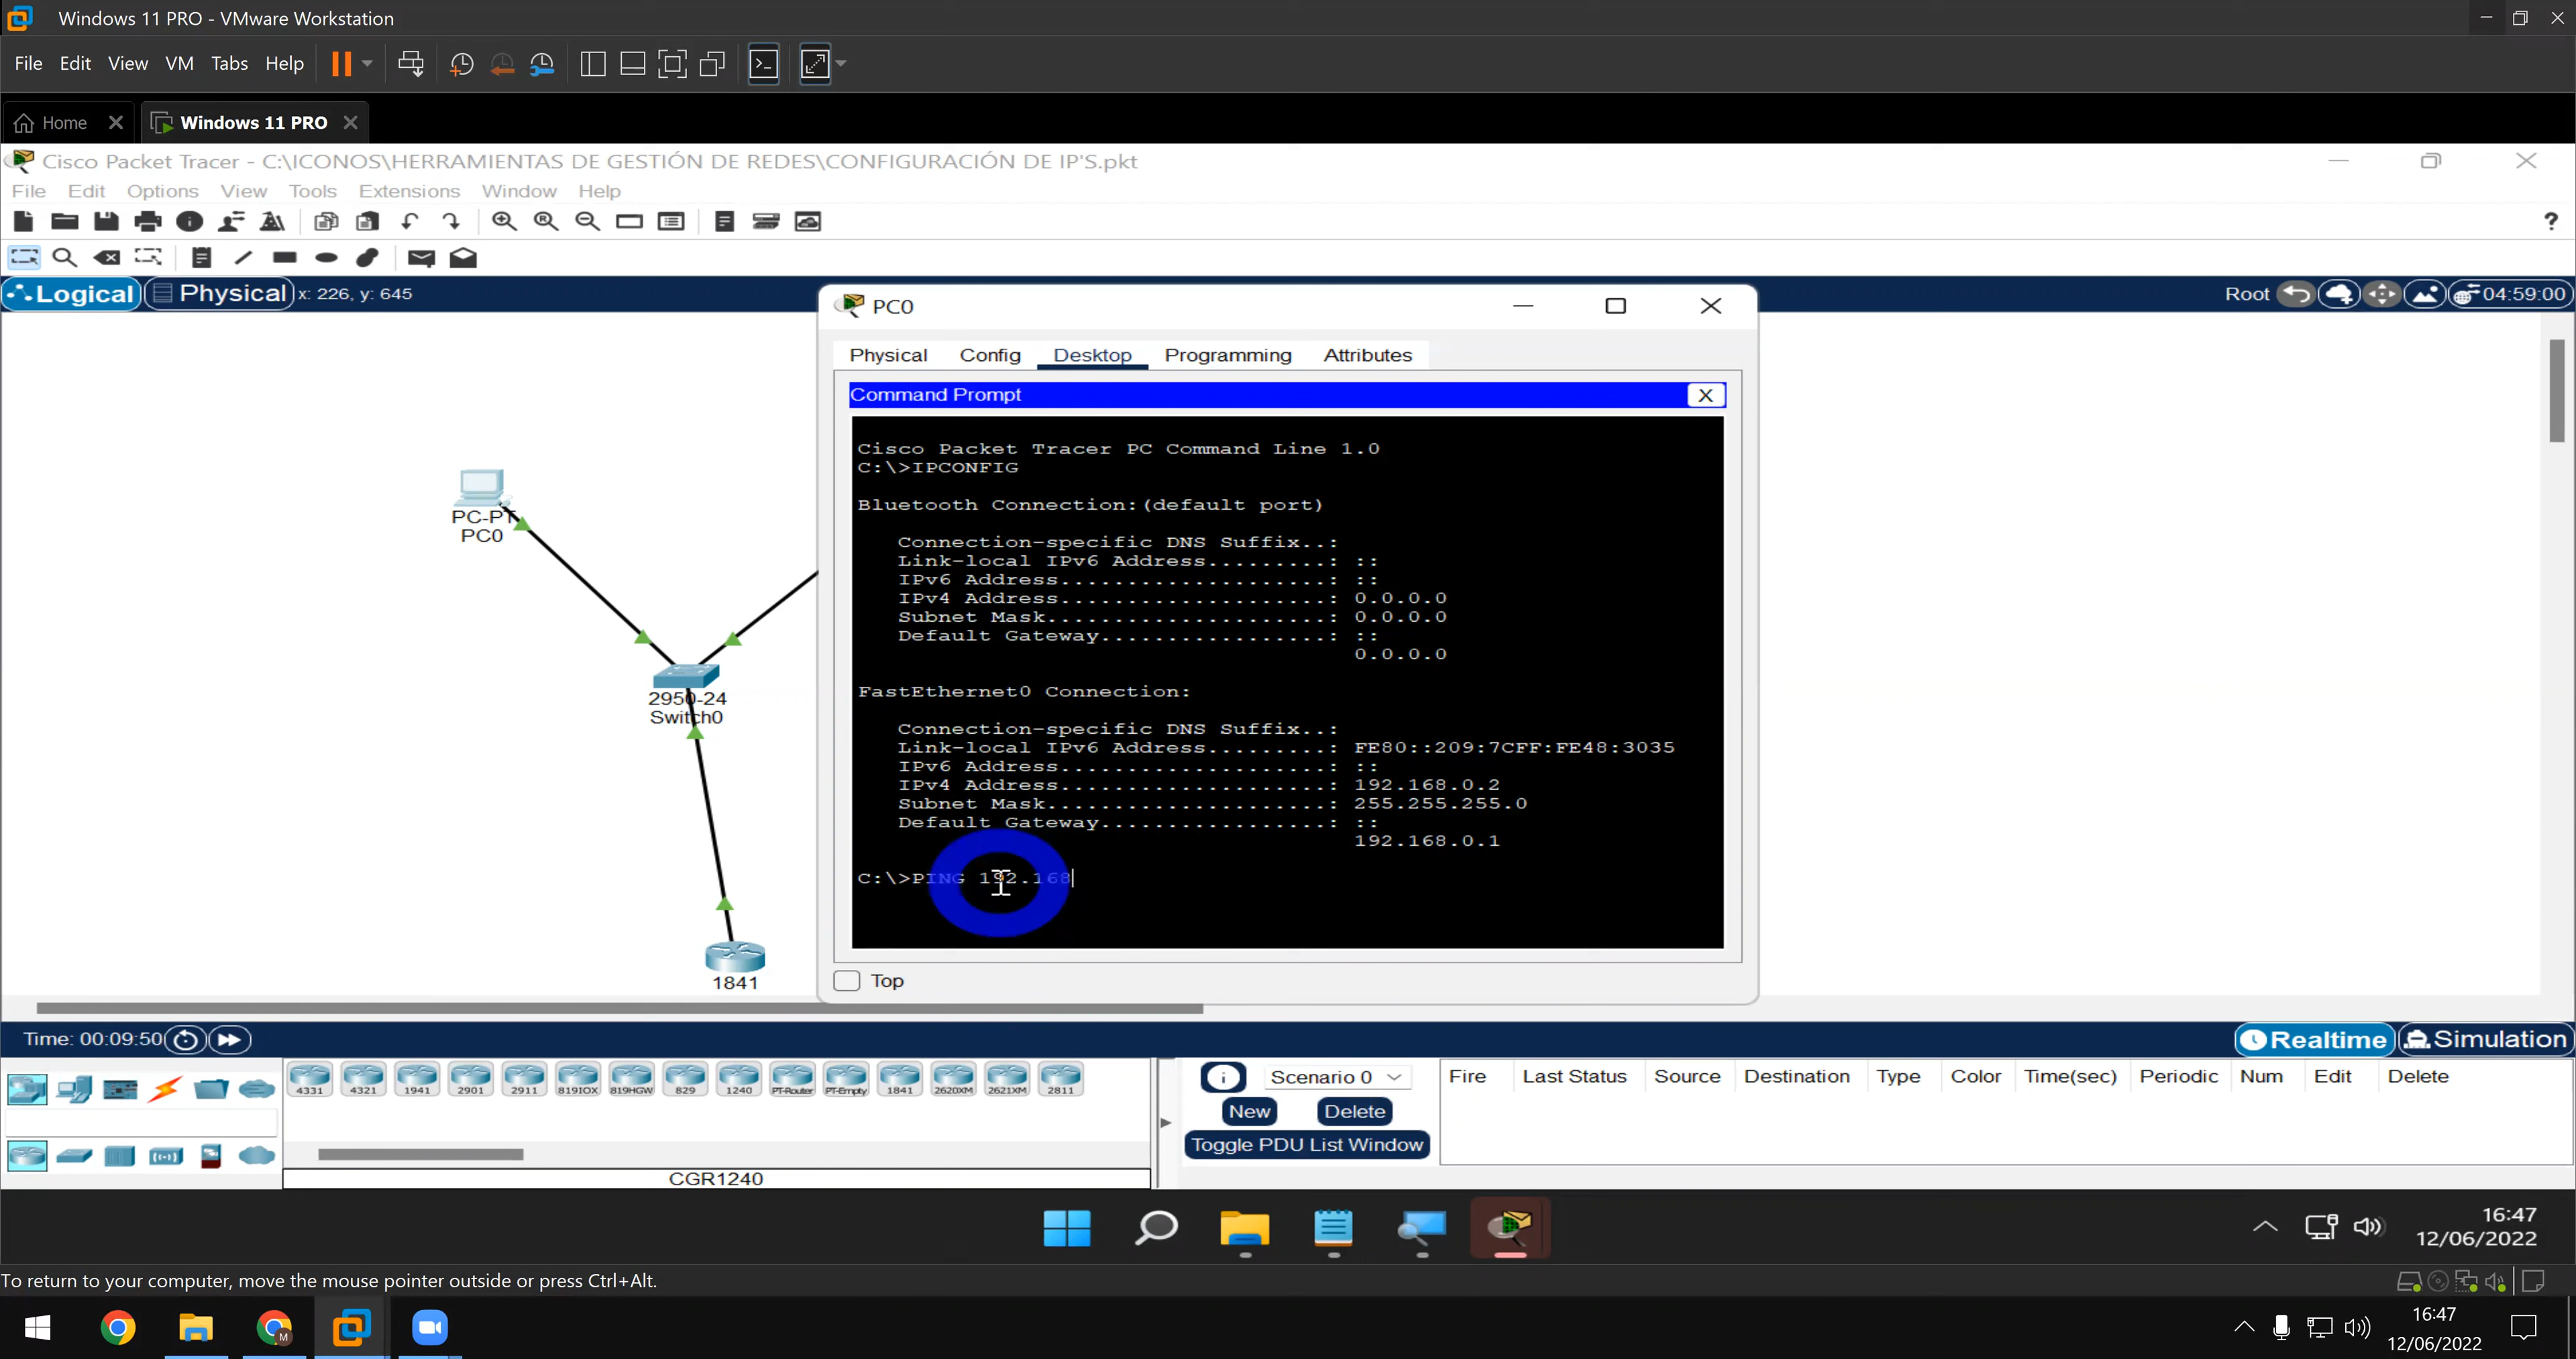 Windows 11 PRO - VMware Workstation
File Edit View VM Tabs Help
Home
Windows 11 PRO
Cisco Packet Tracer - C:\ICONOS\HERRAMIENTAS DE GESTIÓN DE REDES\CONFIGURACIÓN DE IP'S.pkt
File Edit Options View Tools Extensions Window Help
?
Logical Physical x: 226, y: 645
Root 04:59:00
PC0
Physical Config Desktop Programming Attributes
Command Prompt X
Cisco Packet Tracer PC Command Line 1.0
C:\>IPCONFIG
Bluetooth Connection:(default port)
Connection-specific DNS Suffix..:
Link-local IPv6 Address.........: ::
IPv6 Address....................: ::
IPv4 Address....................: 0.0.0.0
Subnet Mask.....................: 0.0.0.0
Default Gateway.................: ::
0.0.0.0
FastEthernet0 Connection:
Connection-specific DNS Suffix..:
Link-local IPv6 Address.........: FE80::209:7CFF:FE48:3035
IPv6 Address....................: ::
IPv4 Address....................: 192.168.0.2
Subnet Mask.....................: 255.255.255.0
Default Gateway.................: ::
192.168.0.1
C:\>PING 192.168
Top
PC-PT
PC0
2950-24
Switch0
1841
Time: 00:09:50
Realtime Simulation
4331 4321 1941 2901 2911 819IOX 819HGW 829 1240 PT-Router PT-Empty 1841 2620XM 2621XM 2811
CGR1240
Scenario 0
New Delete
Toggle PDU List Window
Fire Last Status Source Destination Type Color Time(sec) Periodic Num Edit Delete
16:47
12/06/2022
To return to your computer, move the mouse pointer outside or press Ctrl+Alt.
M
16:47
12/06/2022